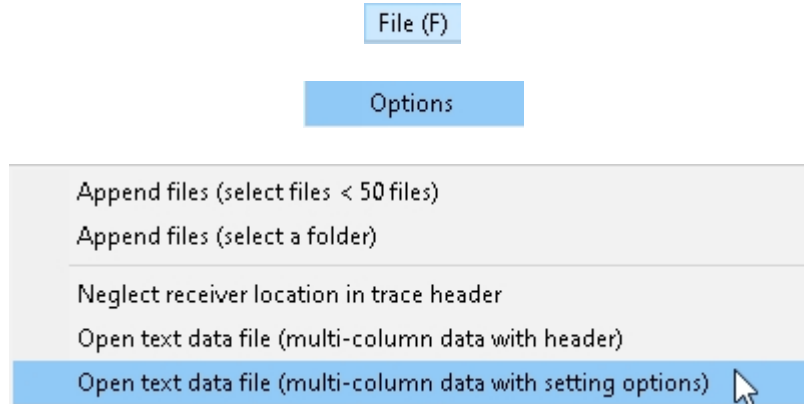 File (F)
Options
Append files (select files < 50 files)
Append files (select a folder)
Neglect receiver location in trace header
Open text data file (multi-column data with header)
Open text data file (multi-column data with setting options)